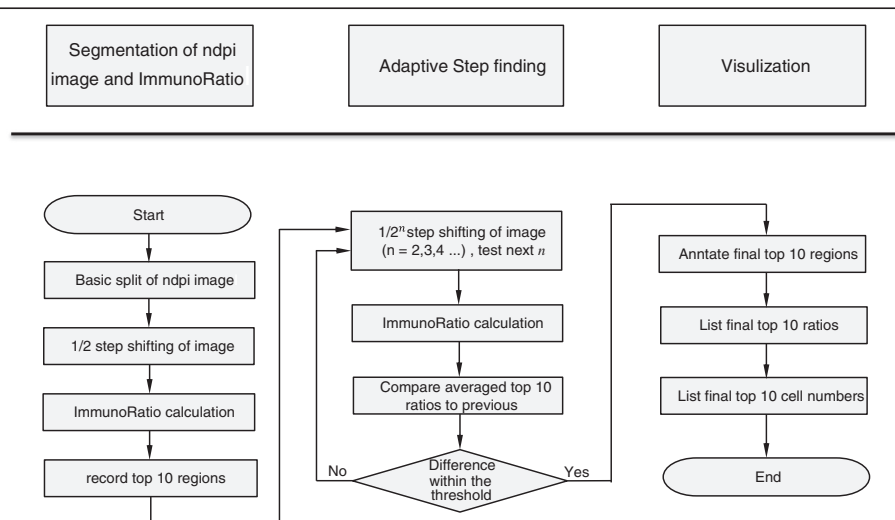 Segmentation of ndpi
image and ImmunoRatio
Adaptive Step finding
Visulization
Start
Basic split of ndpi image
1/2 step shifting of image
ImmunoRatio calculation
record top 10 regions
1/2ⁿ step shifting of image
(n = 2,3,4 ...) , test next n
ImmunoRatio calculation
Compare averaged top 10
ratios to previous
No
Difference
within the
threshold
Yes
Anntate final top 10 regions
List final top 10 ratios
List final top 10 cell numbers
End